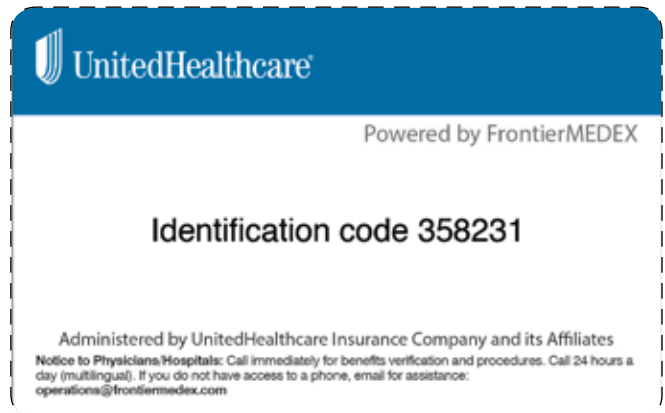 UnitedHealthcare®
Powered by FrontierMEDEX
Identification code 358231
Administered by UnitedHealthcare Insurance Company and its Affiliates
Notice to Physicians/Hospitals: Call immediately for benefits verification and procedures. Call 24 hours a
day (multilingual). If you do not have access to a phone, email for assistance:
operations@frontiermedex.com